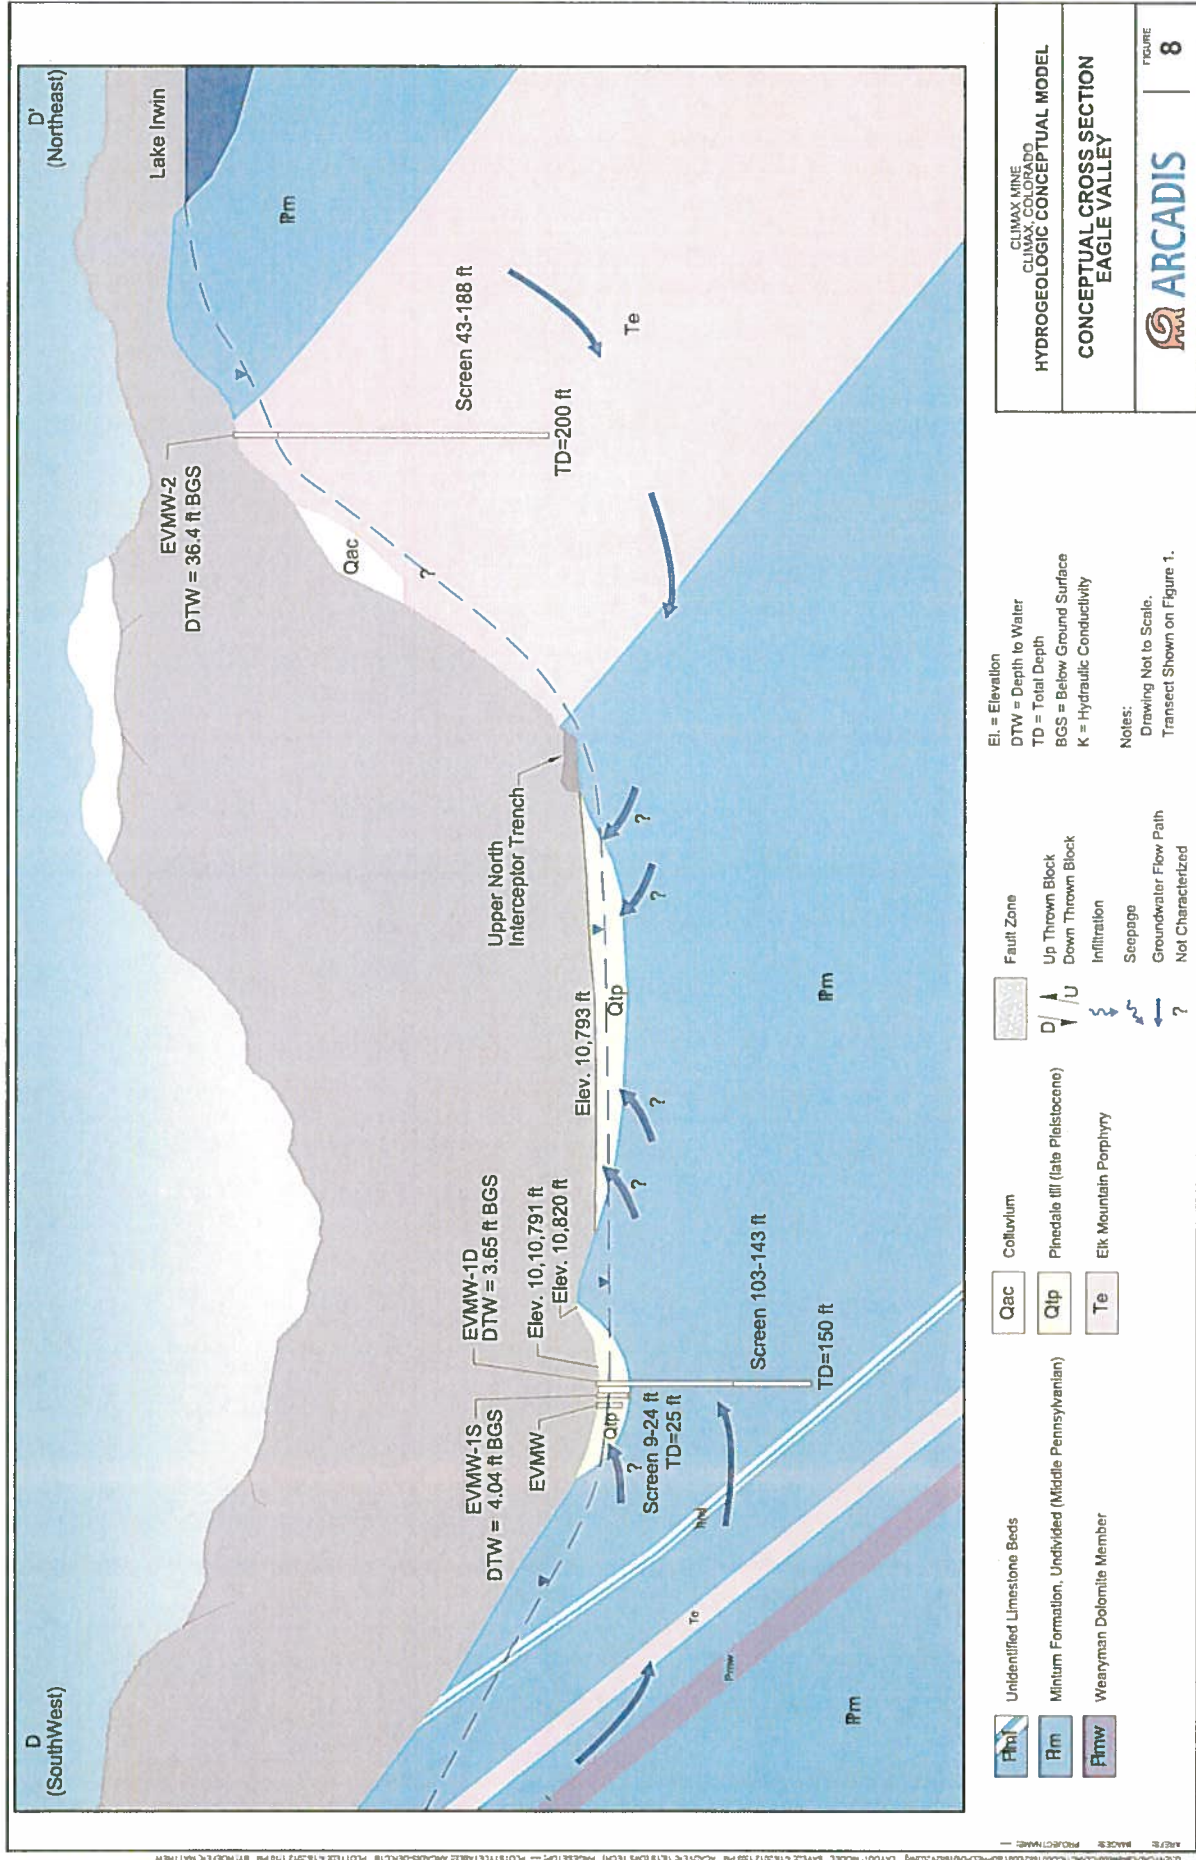 D
(SouthWest)
D'
(Northeast)
Lake Irwin
EVMW-2
DTW = 36.4 ft BGS
Qac
?
Screen 43-188 ft
TD=200 ft
Te
Upper North
Interceptor Trench
Elev. 10,793 ft
Qtp
?
?
?
?
EVMW-1D
DTW = 3.65 ft BGS
Elev. 10,10,791 ft
Elev. 10,820 ft
EVMW-1S
DTW = 4.04 ft BGS
EVMW
Qtp
?
Screen 9-24 ft
TD=25 ft
Screen 103-143 ft
TD=150 ft
Te
Pmw
Pm
Pm
Pm
Pml
Unidentified Limestone Beds
Pm
Minturn Formation, Undivided (Middle Pennsylvanian)
Pmw
Wearyman Dolomite Member
Qac
Colluvium
Qtp
Pinedale till (late Pleistocene)
Te
Elk Mountain Porphyry
Fault Zone
D
U
Up Thrown Block
Down Thrown Block
Infiltration
Seepage
Groundwater Flow Path
?
Not Characterized
El. = Elevation
DTW = Depth to Water
TD = Total Depth
BGS = Below Ground Surface
K = Hydraulic Conductivity
Notes:
Drawing Not to Scale.
Transect Shown on Figure 1.
CLIMAX MINE
CLIMAX, COLORADO
HYDROGEOLOGIC CONCEPTUAL MODEL
CONCEPTUAL CROSS SECTION
EAGLE VALLEY
ARCADIS
FIGURE
8